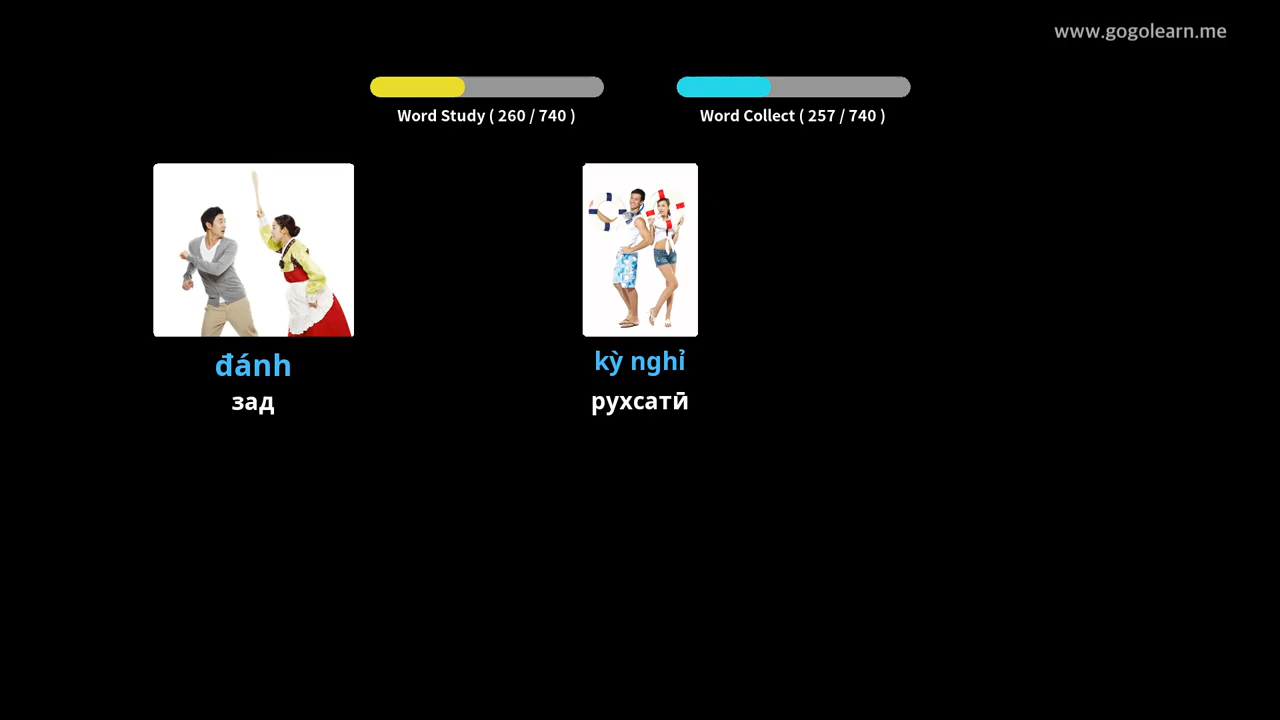 www.gogolearn.me
Word Study ( 260 / 740 )
Word Collect ( 257 / 740 )
đánh
зад
kỳ nghỉ
рухсатӣ